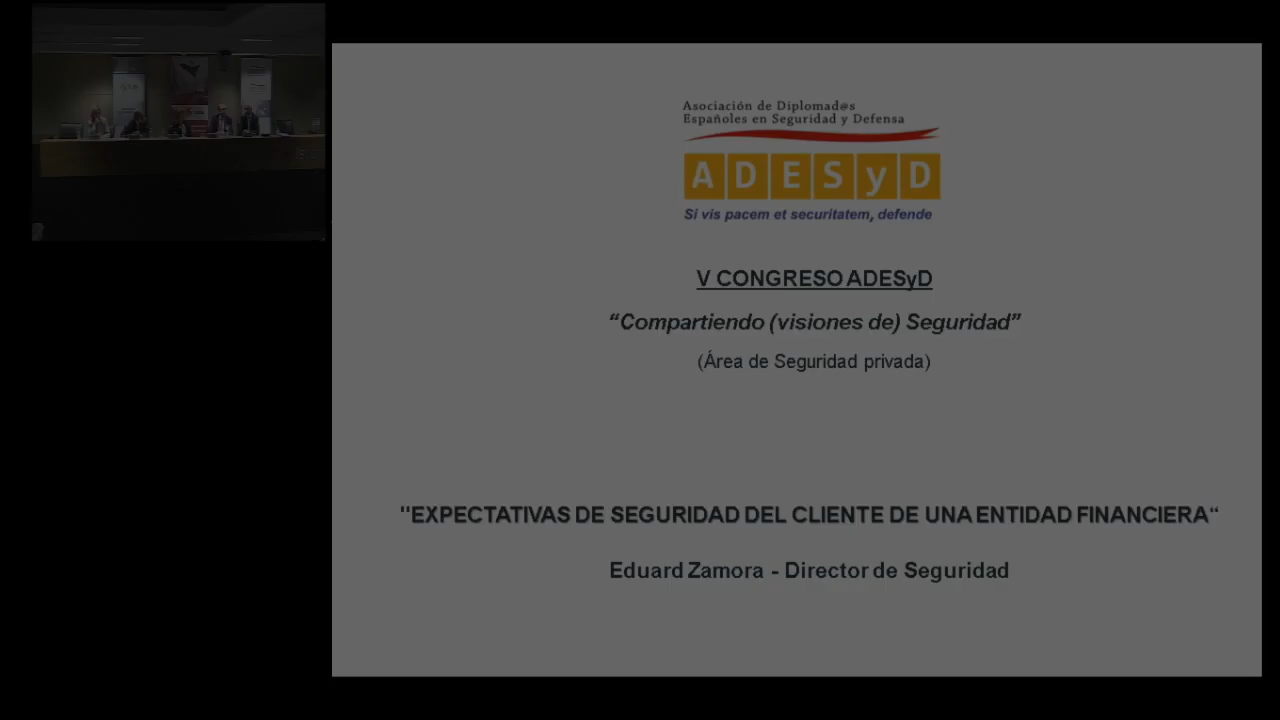 Asociación de Diplomad@s
Españoles en Seguridad y Defensa
ADESyD
Si vis pacem et securitatem, defende
V CONGRESO ADESyD
“Compartiendo (visiones de) Seguridad”
(Área de Seguridad privada)
"EXPECTATIVAS DE SEGURIDAD DEL CLIENTE DE UNA ENTIDAD FINANCIERA“
Eduard Zamora - Director de Seguridad